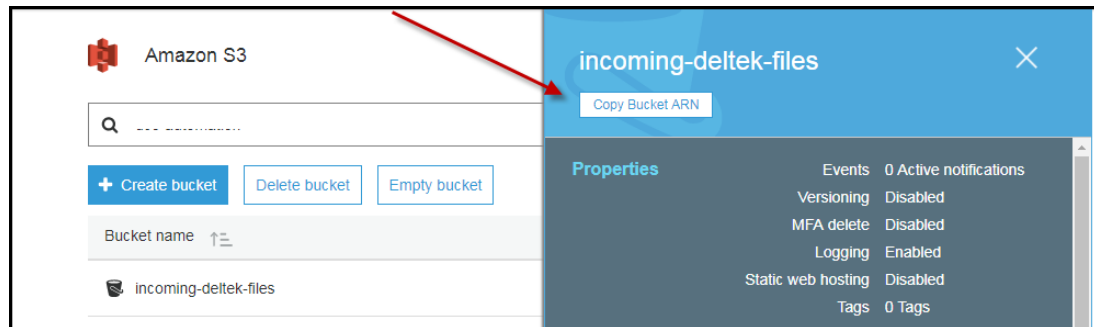 Amazon S3
Create bucket
Delete bucket
Empty bucket
Bucket name
incoming-deltek-files
incoming-deltek-files
Copy Bucket ARN
Properties
Events 0 Active notifications
Versioning Disabled
MFA delete Disabled
Logging Enabled
Static web hosting Disabled
Tags 0 Tags